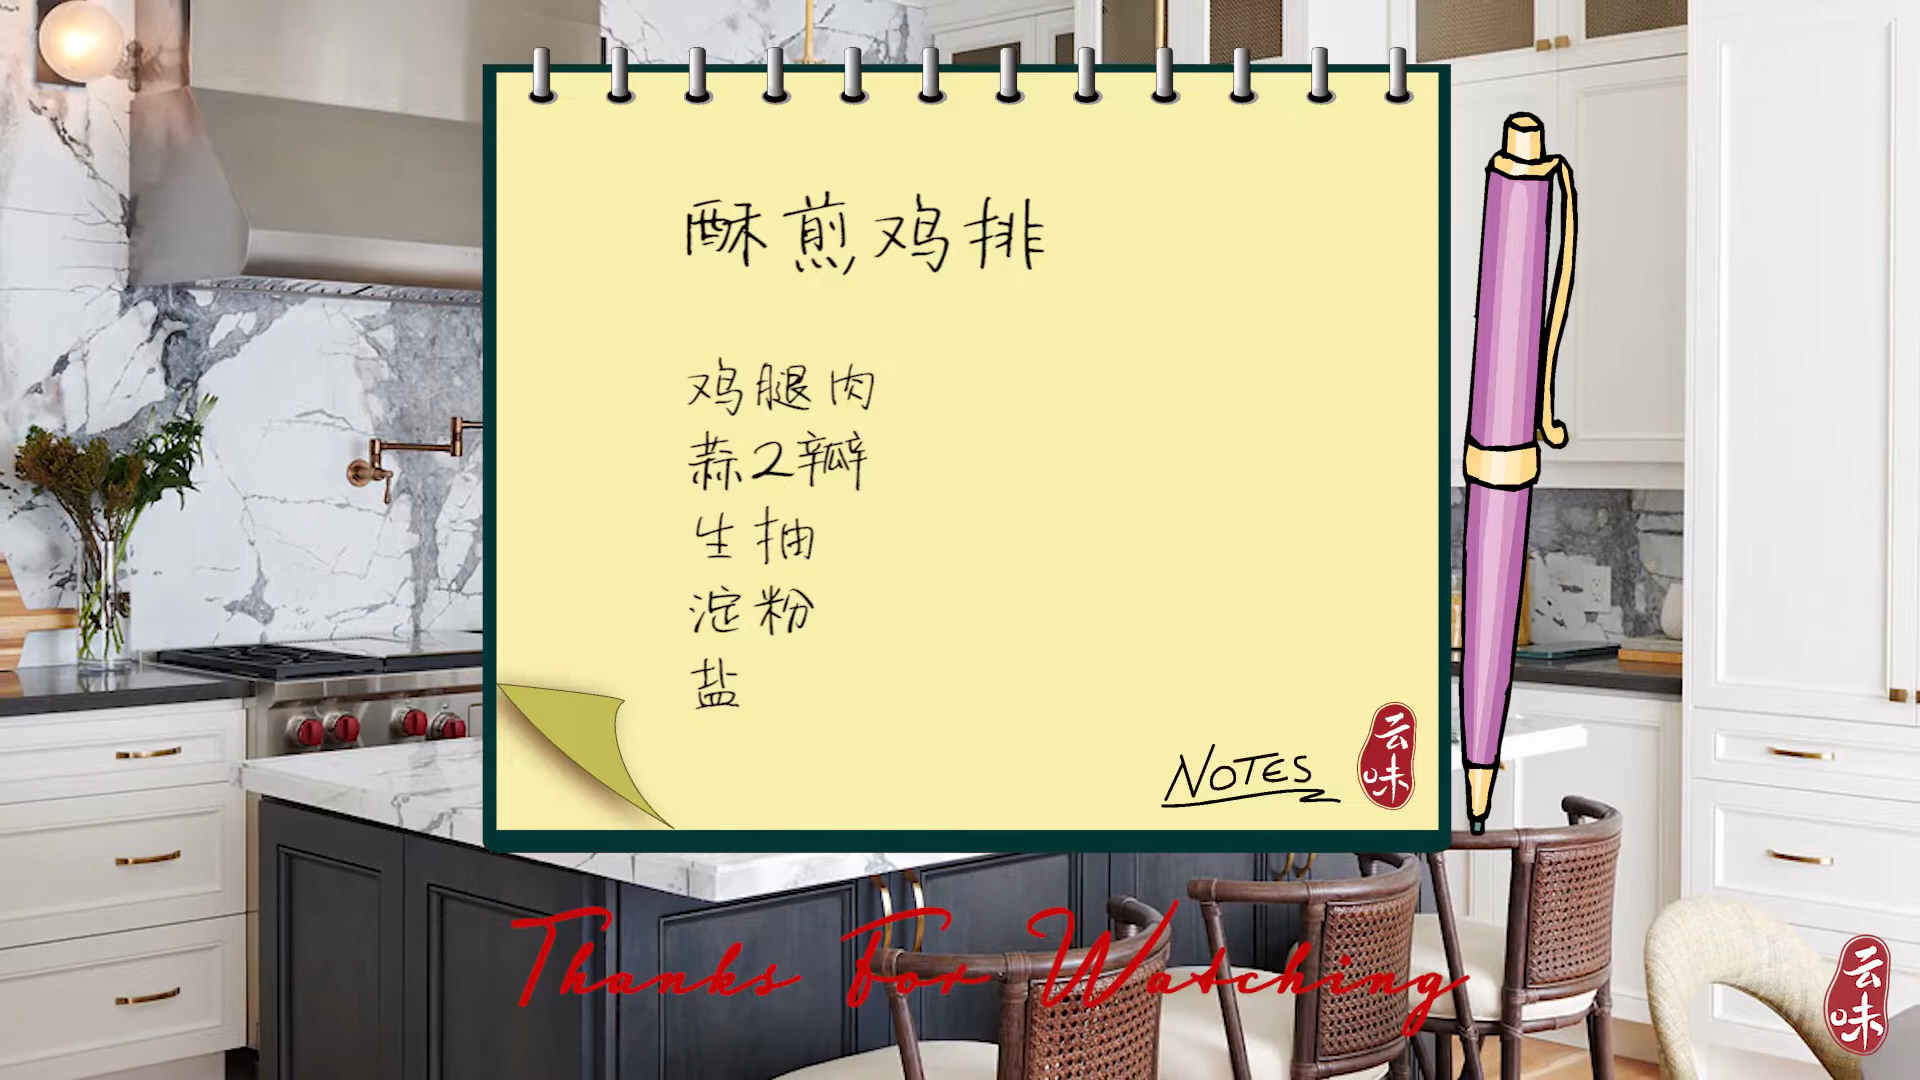 酥煎鸡排
鸡腿肉
蒜2瓣
生抽
淀粉
盐
NOTES
云味
Thanks For Watching
云味